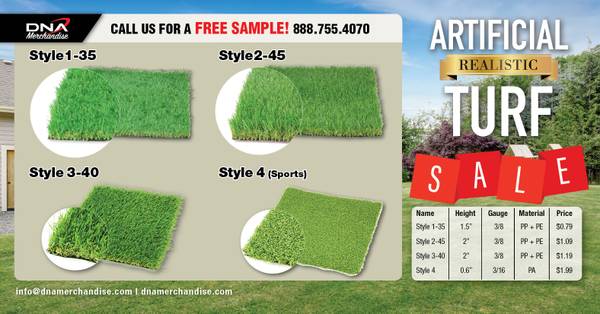 DNA
Merchandise
CALL US FOR A FREE SAMPLE! 888.755.4070
Style1-35
Style2-45
Style 3-40
Style 4 (Sports)
info@dnamerchandise.com | dnamerchandise.com
ARTIFICIAL
REALISTIC
TURF
SALE
Name Height Gauge Material Price
Style 1-35 1.5" 3/8 PP + PE $0.79
Style 2-45 2" 3/8 PP + PE $1.09
Style 3-40 2" 3/8 PP + PE $1.19
Style 4 0.6" 3/16 PA $1.99